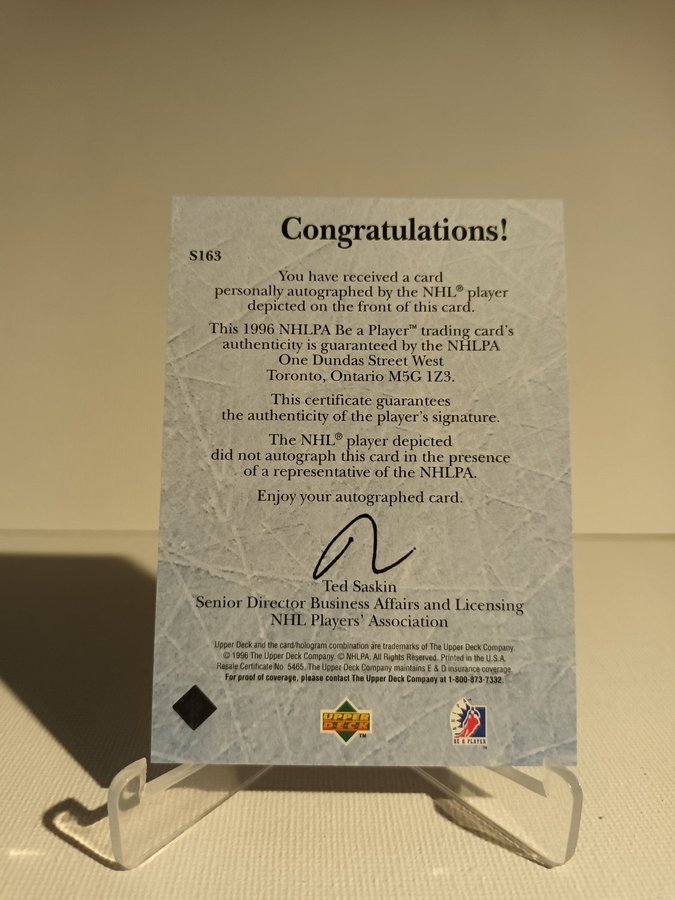 Congratulations!
S163
You have received a card
personally autographed by the NHL® player
depicted on the front of this card.
This 1996 NHLPA Be a Player™ trading card's
authenticity is guaranteed by the NHLPA
One Dundas Street West
Toronto, Ontario M5G 1Z3.
This certificate guarantees
the authenticity of the player's signature.
The NHL® player depicted
did not autograph this card in the presence
of a representative of the NHLPA.
Enjoy your autographed card.
Ted Saskin
Senior Director Business Affairs and Licensing
NHL Players' Association
Upper Deck and the card/hologram combination are trademarks of The Upper Deck Company.
© 1996 The Upper Deck Company. © NHLPA. All Rights Reserved. Printed in the U.S.A.
Resale Certificate No. 5465. The Upper Deck Company maintains E & D insurance coverage.
For proof of coverage, please contact The Upper Deck Company at 1-800-873-7332.
UPPER
DECK™
BE A PLAYER™